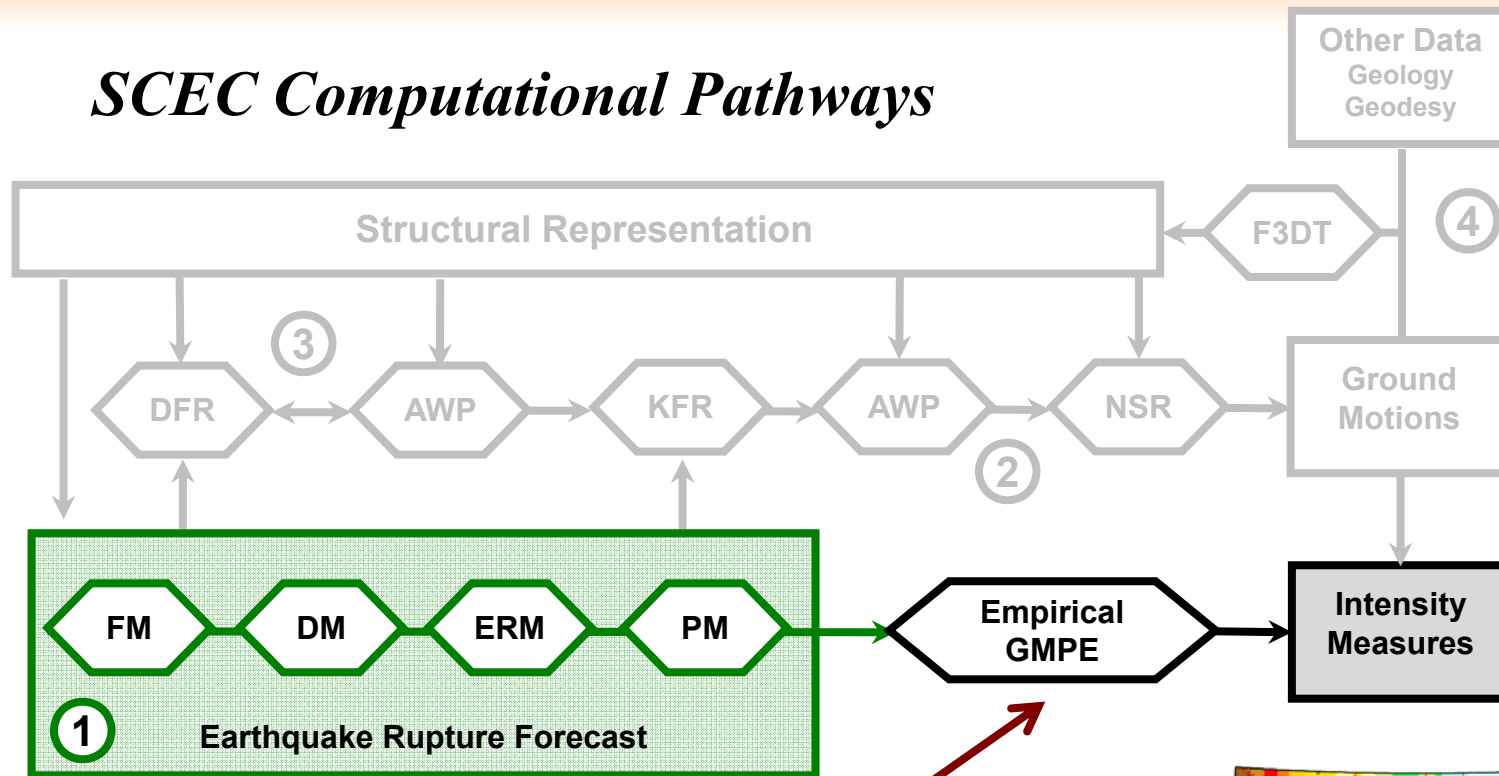 SCEC Computational Pathways
Other Data
Geology
Geodesy
Structural Representation
F3DT
4
3
DFR
AWP
KFR
AWP
NSR
Ground
Motions
2
FM
DM
ERM
PM
Empirical
GMPE
Intensity
Measures
1
Earthquake Rupture Forecast